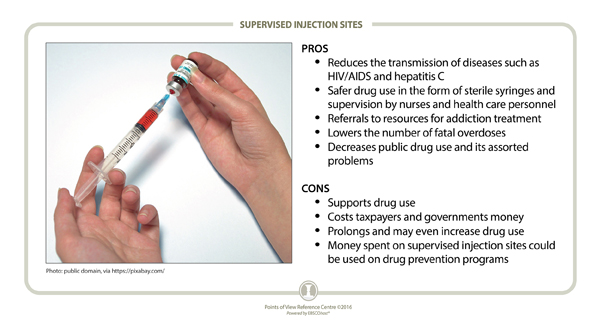 SUPERVISED INJECTION SITES
PROS
• Reduces the transmission of diseases such as
HIV/AIDS and hepatitis C
• Safer drug use in the form of sterile syringes and
supervision by nurses and health care personnel
• Referrals to resources for addiction treatment
• Lowers the number of fatal overdoses
• Decreases public drug use and its assorted
problems
CONS
• Supports drug use
• Costs taxpayers and governments money
• Prolongs and may even increase drug use
• Money spent on supervised injection sites could
be used on drug prevention programs
Photo: public domain, via https://pixabay.com/
Points of View Reference Centre ©2016
Powered by EBSCOhost®